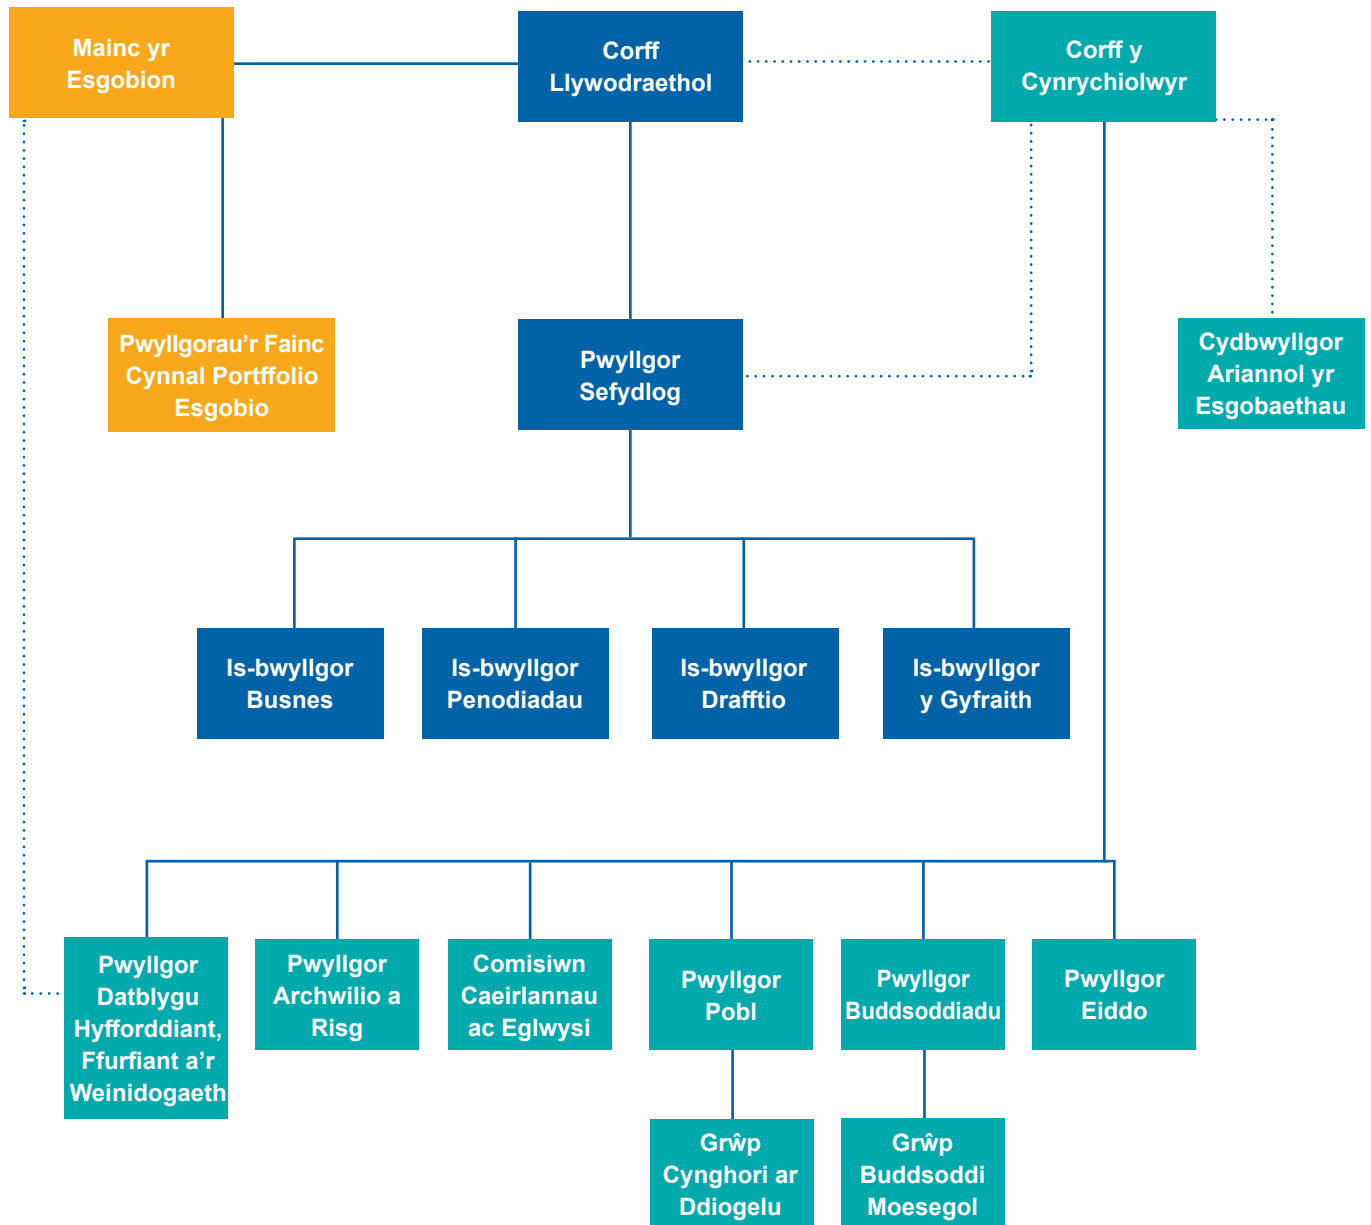 Mainc yr
Esgobion
Corff
Llywodraethol
Corff y
Cynrychiolwyr
Pwyllgorau’r Fainc
Cynnal Portffolio
Esgobio
Pwyllgor
Sefydlog
Cydbwyllgor
Ariannol yr
Esgobaethau
Is-bwyllgor
Busnes
Is-bwyllgor
Penodiadau
Is-bwyllgor
Drafftio
Is-bwyllgor
y Gyfraith
Pwyllgor
Datblygu
Hyfforddiant,
Ffurfiant a’r
Weinidogaeth
Pwyllgor
Archwilio a
Risg
Comisiwn
Caeirlannau
ac Eglwysi
Pwyllgor
Pobl
Pwyllgor
Buddsoddiadu
Pwyllgor
Eiddo
Grŵp
Cynghori ar
Ddiogelu
Grŵp
Buddsoddi
Moesegol